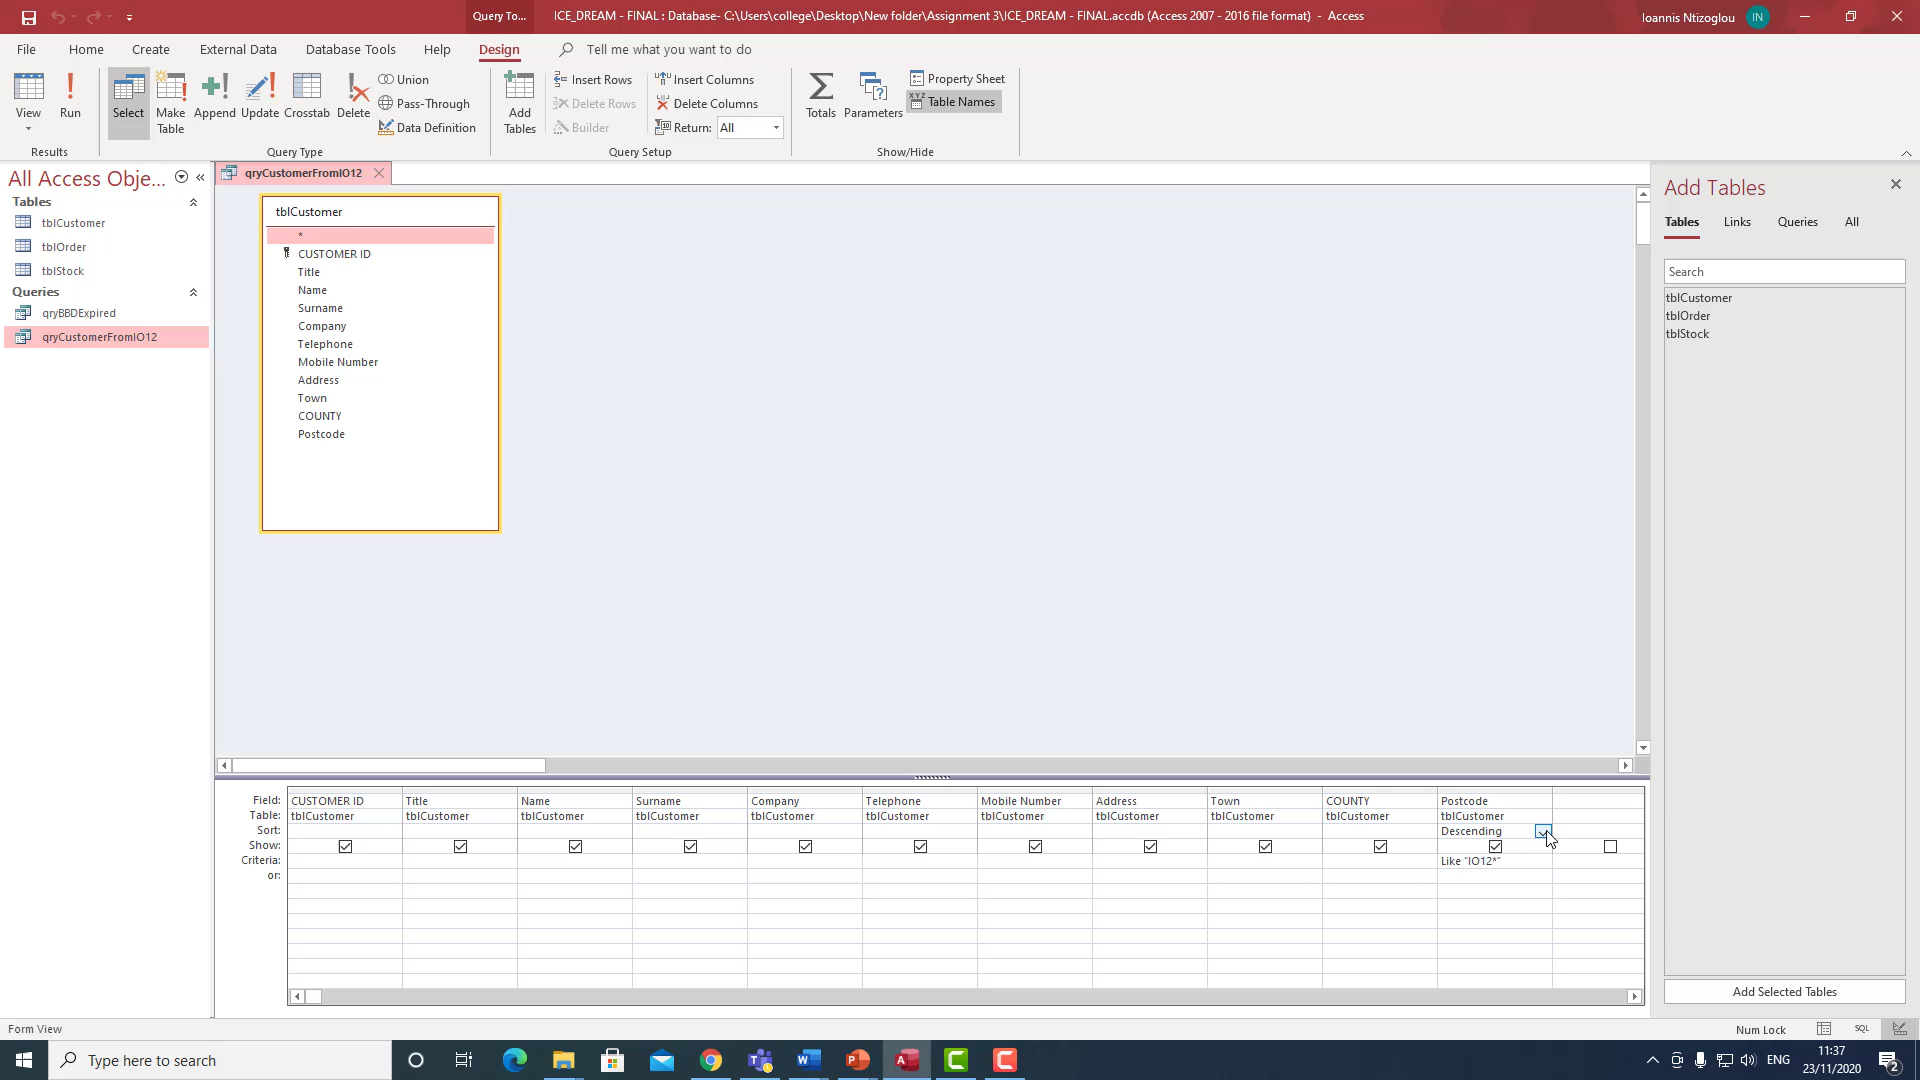 Query To...
ICE_DREAM - FINAL : Database- C:\Users\college\Desktop\New folder\Assignment 3\ICE_DREAM - FINAL.accdb (Access 2007 - 2016 file format) - Access
Ioannis Ntizoglou
IN
File Home Create External Data Database Tools Help Design Tell me what you want to do
View
Run
Select
Make Table
Append
Update
Crosstab
Delete
Union
Pass-Through
Data Definition
Add Tables
Insert Rows
Delete Rows
Builder
Insert Columns
Delete Columns
Return: All
Totals
Parameters
Property Sheet
Table Names
Results
Query Type
Query Setup
Show/Hide
All Access Obje...
Tables
tblCustomer
tblOrder
tblStock
Queries
qryBBDExpired
qryCustomerFromIO12
qryCustomerFromIO12
tblCustomer
*
CUSTOMER ID
Title
Name
Surname
Company
Telephone
Mobile Number
Address
Town
COUNTY
Postcode
Add Tables
Tables Links Queries All
Search
tblCustomer
tblOrder
tblStock
Add Selected Tables
Field: CUSTOMER ID Title Name Surname Company Telephone Mobile Number Address Town COUNTY Postcode
Table: tblCustomer tblCustomer tblCustomer tblCustomer tblCustomer tblCustomer tblCustomer tblCustomer tblCustomer tblCustomer tblCustomer
Sort: Descending
Show:
Criteria: Like "IO12*"
or:
Form View
Num Lock
SQL
Type here to search
ENG
11:37
23/11/2020
2